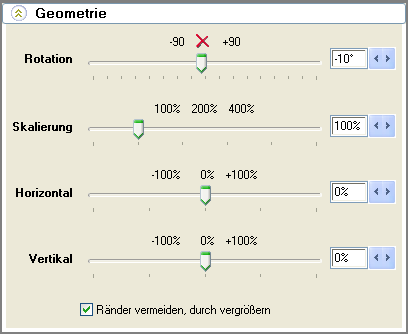 Geometrie
-90 +90
Rotation -10°
100% 200% 400%
Skalierung 100%
-100% 0% +100%
Horizontal 0%
-100% 0% +100%
Vertikal 0%
Ränder vermeiden, durch vergrößern